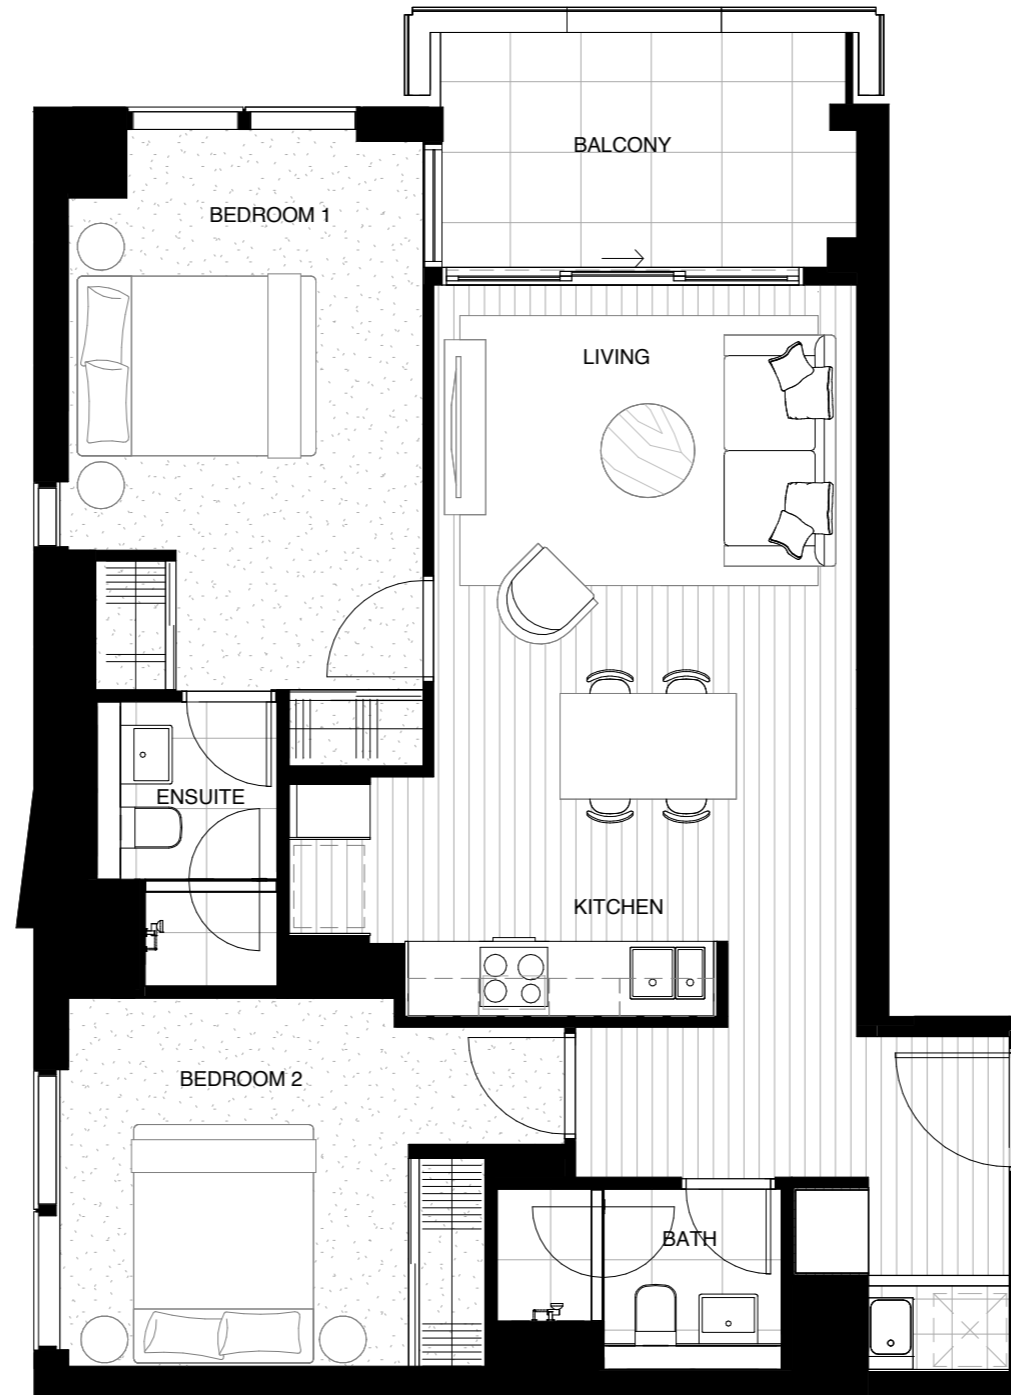 BALCONY
BEDROOM 1
LIVING
ENSUITE
KITCHEN
BEDROOM 2
BATH